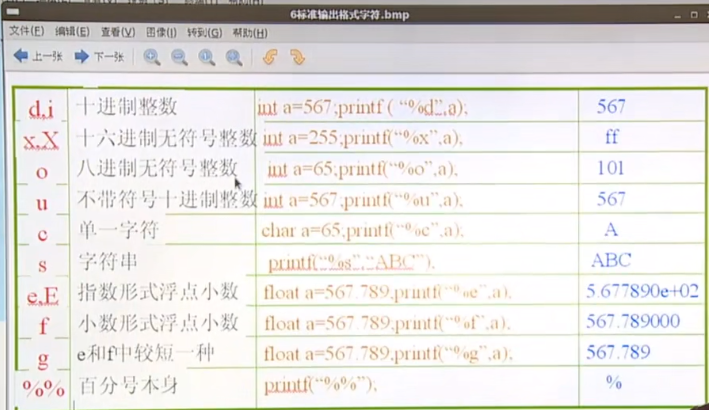 6标准输出格式字符.bmp
文件(F) 编辑(E) 查看(V) 图像(I) 转到(G) 帮助(H)
上一张 下一张
d,i 十进制整数 int a=567;printf ( “%d”,a); 567
x,X 十六进制无符号整数 int a=255;printf(“%x”,a); ff
o 八进制无符号整数 int a=65;printf(“%o”,a); 101
u 不带符号十进制整数 int a=567;printf(“%u”,a); 567
c 单一字符 char a=65;printf(“%c”,a); A
s 字符串 printf(“%s”,“ABC”); ABC
e,E 指数形式浮点小数 float a=567.789;printf(“%e”,a); 5.677890e+02
f 小数形式浮点小数 float a=567.789;printf(“%f”,a); 567.789000
g e和f中较短一种 float a=567.789;printf(“%g”,a); 567.789
%% 百分号本身 printf(“%%”); %